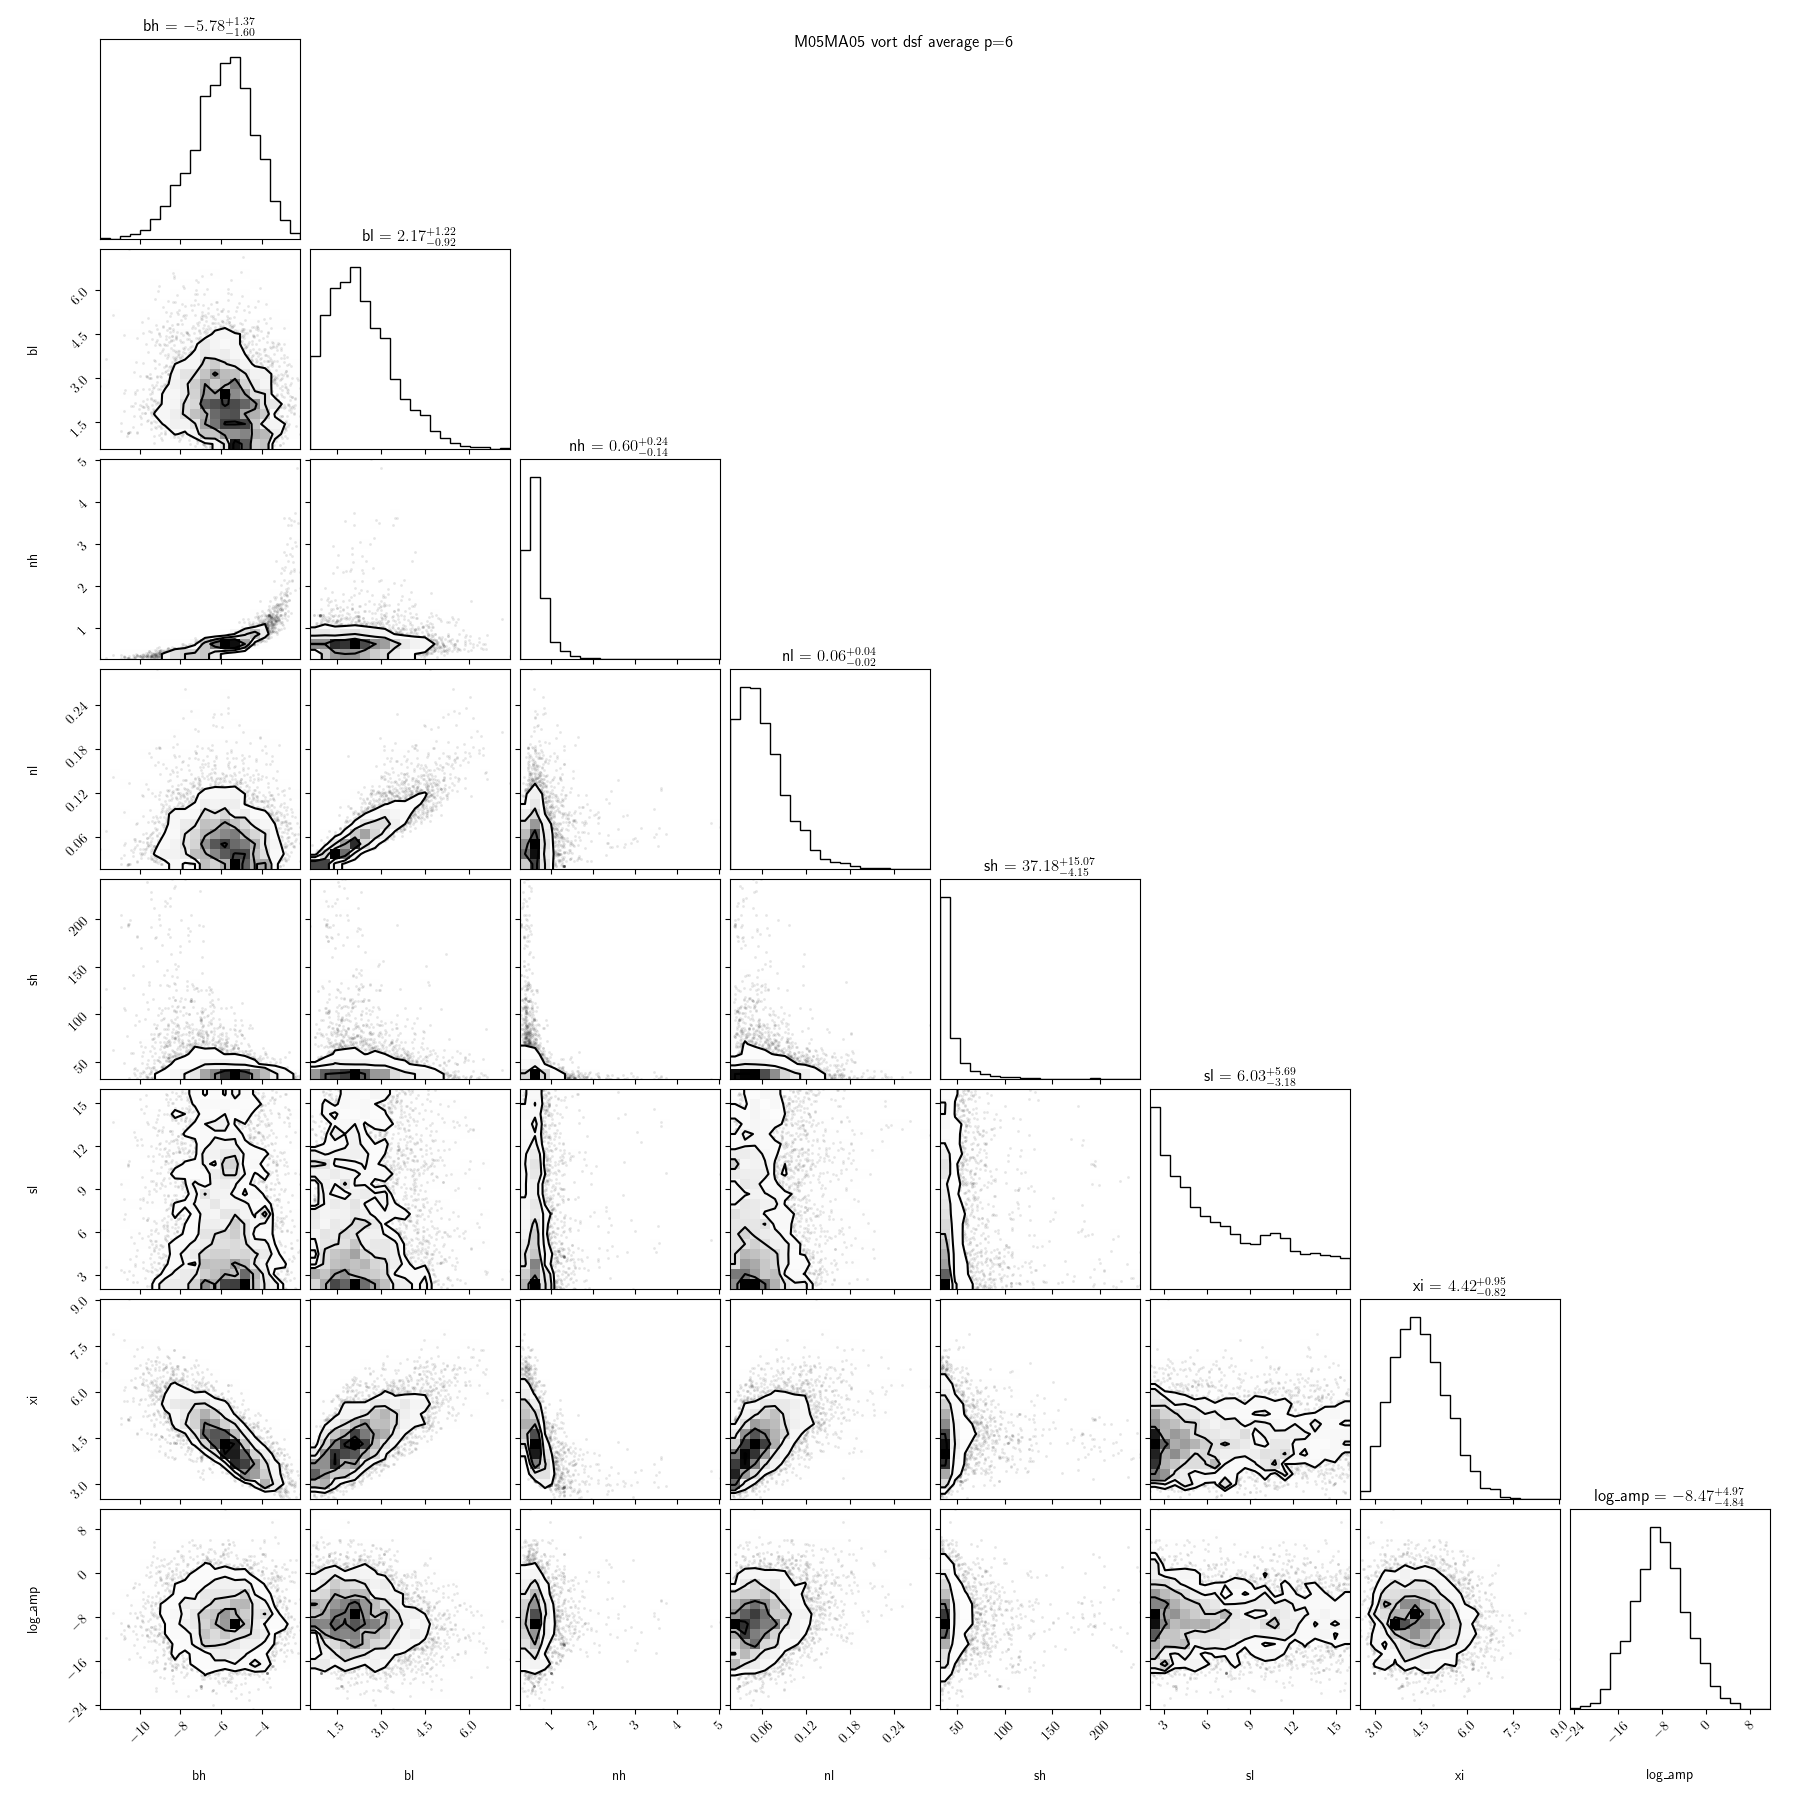 M05MA05 vort dsf average p=6
bh = −5.78+1.37−1.60
bl = 2.17+1.22−0.92
bl
6.0
4.5
3.0
1.5
nh = 0.60+0.24−0.14
nh
5
4
3
2
1
nl = 0.06+0.04−0.02
nl
0.24
0.18
0.12
0.06
sh = 37.18+15.07−4.15
sh
200
150
100
50
sl = 6.03+5.69−3.18
sl
15
12
9
6
3
xi = 4.42+0.95−0.82
xi
9.0
7.5
6.0
4.5
3.0
log_amp = −8.47+4.97−4.84
log_amp
8
0
−8
−16
−24
−10 −8 −6 −4
1.5 3.0 4.5 6.0
1 2 3 4 5
0.06 0.12 0.18 0.24
50 100 150 200
3 6 9 12 15
3.0 4.5 6.0 7.5 9.0
−24 −16 −8 0 8
bh bl nh nl sh sl xi log_amp